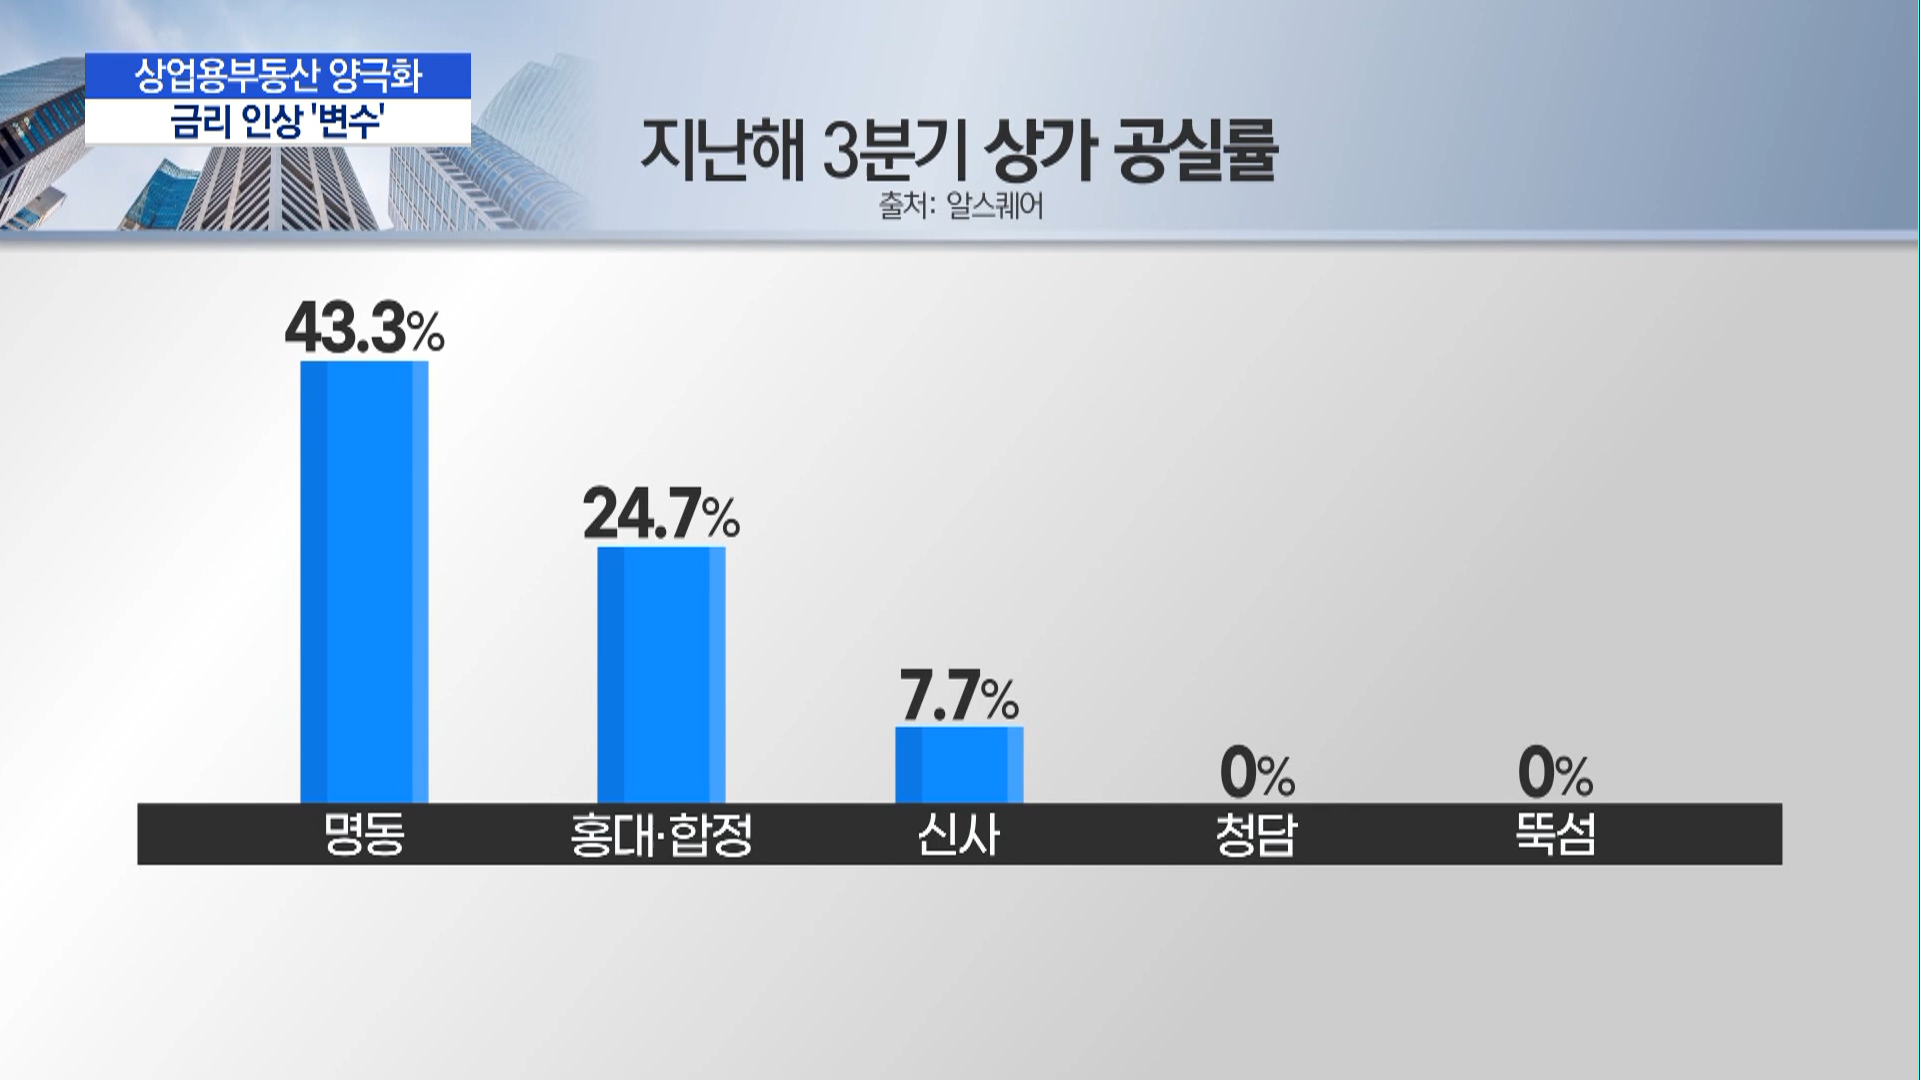 상업용부동산 양극화
금리 인상 '변수'
지난해 3분기 상가 공실률
출처: 알스퀘어
43.3%
24.7%
7.7%
0%
0%
명동
홍대·합정
신사
청담
뚝섬